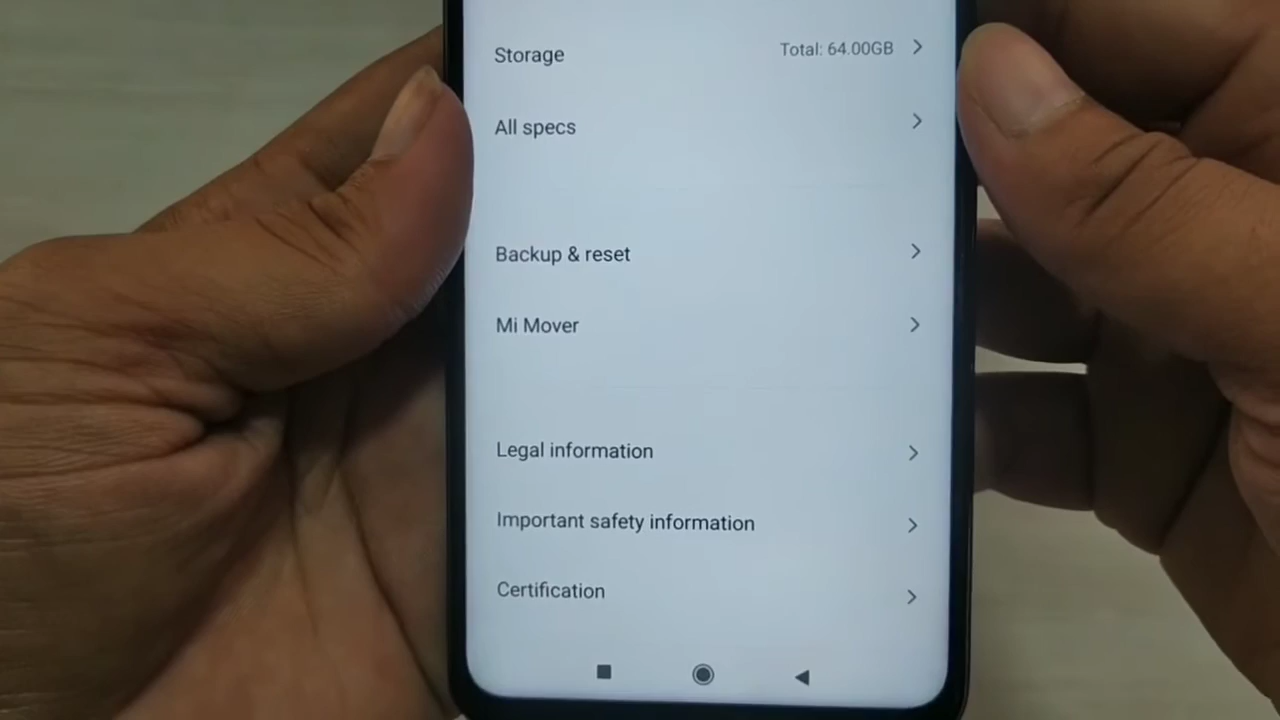 Storage Total: 64.00GB
All specs
Backup & reset
Mi Mover
Legal information
Important safety information
Certification